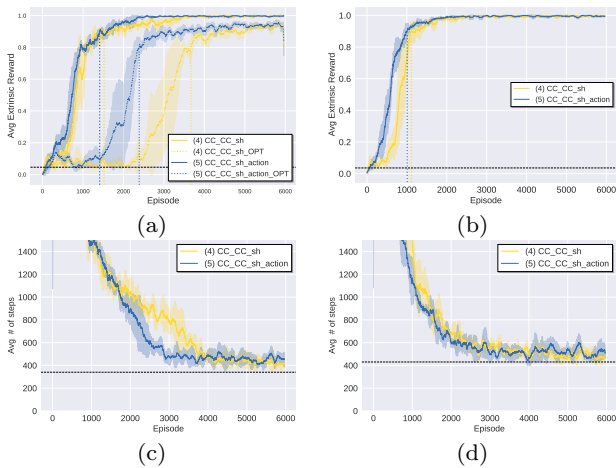 1.0
0.8
0.6
0.4
0.2
0.0
Avg Extrinsic Reward
(4) CC_CC_sh
(4) CC_CC_sh_OPT
(5) CC_CC_sh_action
(5) CC_CC_sh_action_OPT
0 1000 2000 3000 4000 5000 6000
Episode
(a)
1.0
0.8
0.6
0.4
0.2
0.0
Avg Extrinsic Reward
(4) CC_CC_sh
(5) CC_CC_sh_action
0 1000 2000 3000 4000 5000 6000
Episode
(b)
1400
1200
1000
800
600
400
200
0
Avg # of steps
(4) CC_CC_sh
(5) CC_CC_sh_action
0 1000 2000 3000 4000 5000 6000
Episode
(c)
1400
1200
1000
800
600
400
200
0
Avg # of steps
(4) CC_CC_sh
(5) CC_CC_sh_action
0 1000 2000 3000 4000 5000 6000
Episode
(d)